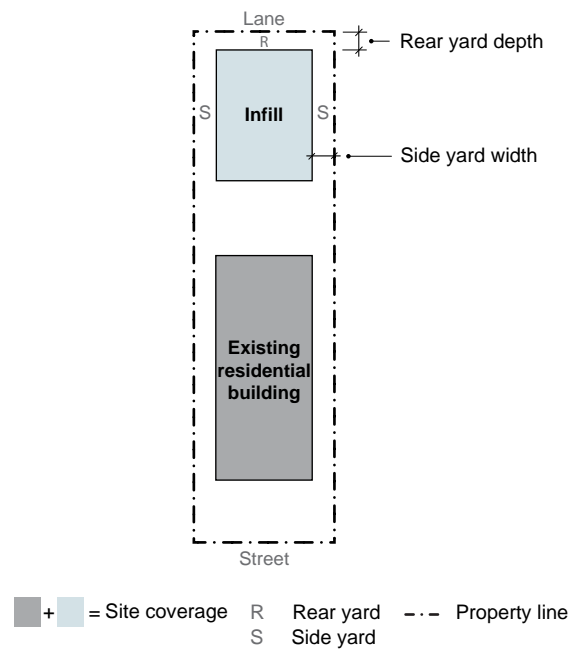 Lane
R
Rear yard depth
S
Infill
S
Side yard width
Existing
residential
building
Street
+ = Site coverage
R Rear yard
Property line
S Side yard